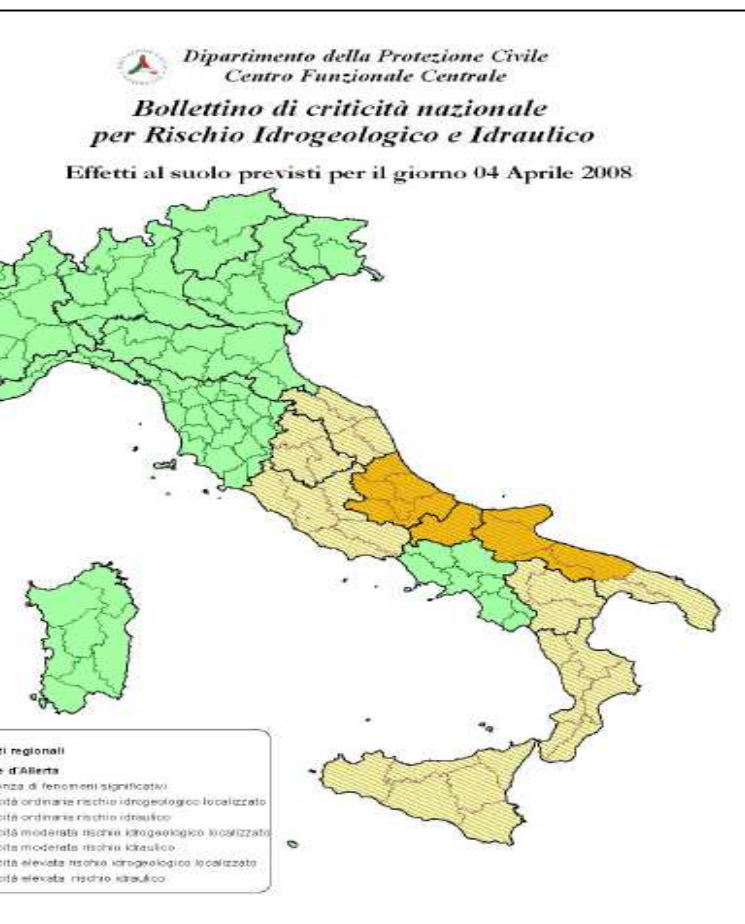 Dipartimento della Protezione Civile
Centro Funzionale Centrale
Bollettino di criticità nazionale
per Rischio Idrogeologico e Idraulico
Effetti al suolo previsti per il giorno 04 Aprile 2008
zi regionali
e d'Allerta
nza di fenomeni significativi
cità ordinaria rischio idrogeologico localizzato
cità ordinaria rischio idraulico
cità moderata rischio idrogeologico localizzato
cità moderata rischio idraulico
cità elevata rischio idrogeologico localizzato
cità elevata rischio idraulico